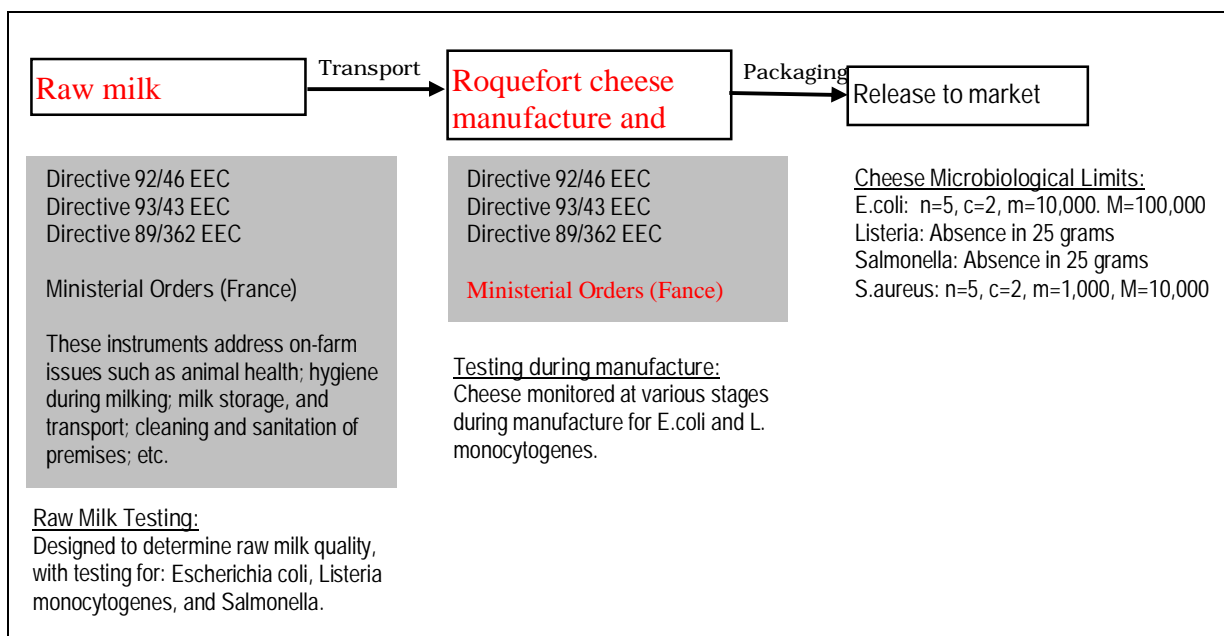 Raw milk
Transport
Roquefort cheese
manufacture and
Packaging
Release to market
Directive 92/46 EEC
Directive 93/43 EEC
Directive 89/362 EEC
Ministerial Orders (France)
These instruments address on-farm
issues such as animal health; hygiene
during milking; milk storage, and
transport; cleaning and sanitation of
premises; etc.
Raw Milk Testing:
Designed to determine raw milk quality,
with testing for: Escherichia coli, Listeria
monocytogenes, and Salmonella.
Directive 92/46 EEC
Directive 93/43 EEC
Directive 89/362 EEC
Ministerial Orders (Fance)
Testing during manufacture:
Cheese monitored at various stages
during manufacture for E.coli and L.
monocytogenes.
Cheese Microbiological Limits:
E.coli: n=5, c=2, m=10,000. M=100,000
Listeria: Absence in 25 grams
Salmonella: Absence in 25 grams
S.aureus: n=5, c=2, m=1,000, M=10,000